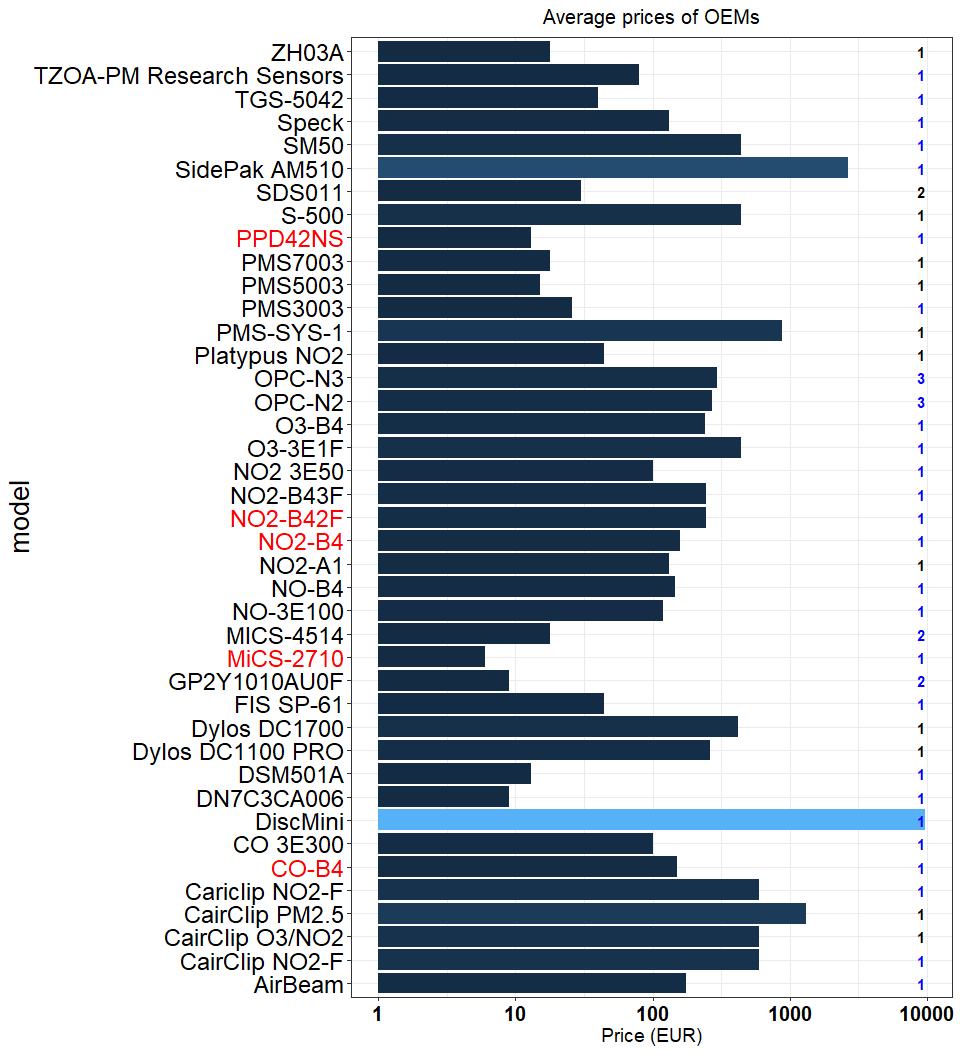 Average prices of OEMs
model
ZH03A 1
TZOA-PM Research Sensors 1
TGS-5042 1
Speck 1
SM50 1
SidePak AM510 1
SDS011 2
S-500 1
PPD42NS 1
PMS7003 1
PMS5003 1
PMS3003 1
PMS-SYS-1 1
Platypus NO2 1
OPC-N3 3
OPC-N2 3
O3-B4 1
O3-3E1F 1
NO2 3E50 1
NO2-B43F 1
NO2-B42F 1
NO2-B4 1
NO2-A1 1
NO-B4 1
NO-3E100 1
MICS-4514 2
MiCS-2710 1
GP2Y1010AU0F 2
FIS SP-61 1
Dylos DC1700 1
Dylos DC1100 PRO 1
DSM501A 1
DN7C3CA006 1
DiscMini 1
CO 3E300 1
CO-B4 1
Cariclip NO2-F 1
CairClip PM2.5 1
CairClip O3/NO2 1
CairClip NO2-F 1
AirBeam 1
1 10 100 1000 10000
Price (EUR)